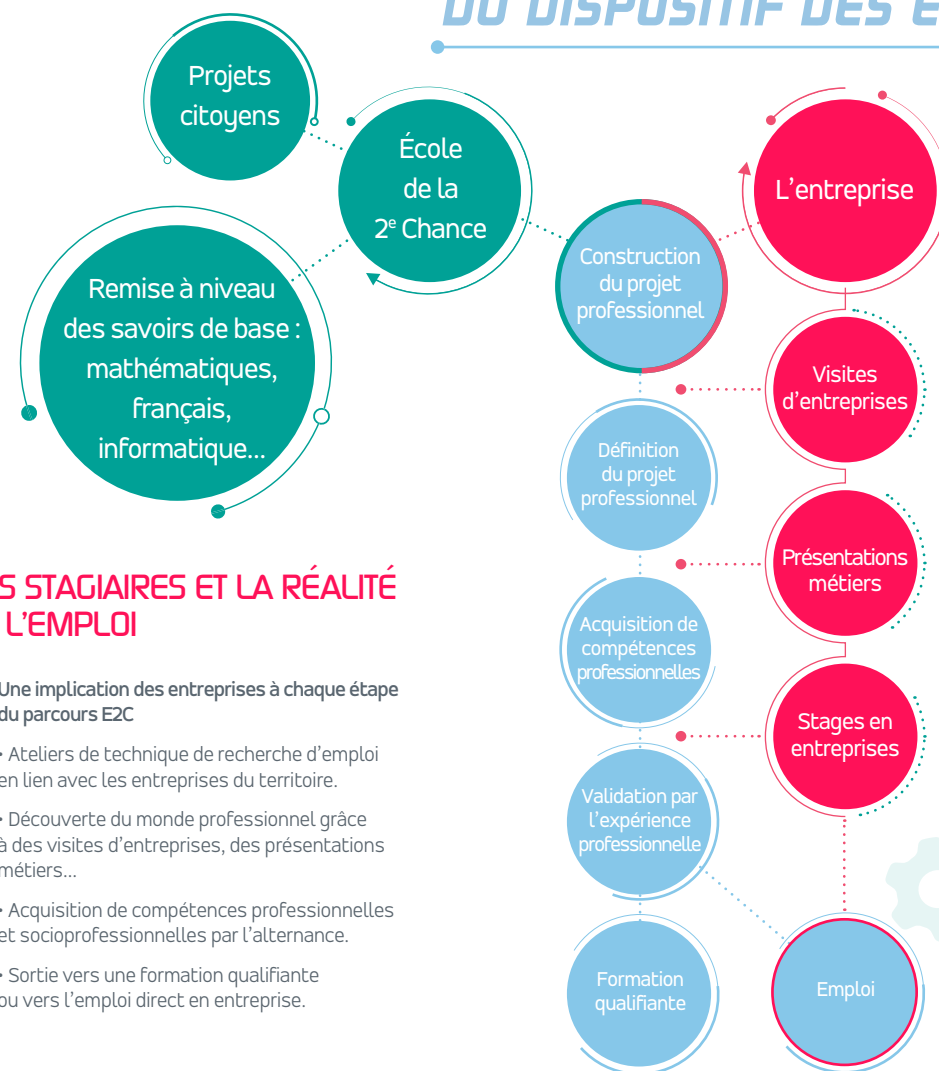 DU DISPOSITIF DES
Projets
citoyens
École
de la
2e Chance
L'entreprise
Construction
du projet
professionnel
Remise à niveau
des savoirs de base :
mathématiques,
français,
informatique...
Visites
d'entreprises
Définition
du projet
professionnel
Présentations
métiers
Acquisition de
compétences
professionnelles
Stages en
entreprises
Validation par
l'expérience
professionnelle
Formation
qualifiante
Emploi
S STAGIAIRES ET LA RÉALITÉ
L'EMPLOI
Une implication des entreprises à chaque étape
du parcours E2C
• Ateliers de technique de recherche d'emploi
en lien avec les entreprises du territoire.
• Découverte du monde professionnel grâce
à des visites d'entreprises, des présentations
métiers...
• Acquisition de compétences professionnelles
et socioprofessionnelles par l'alternance.
• Sortie vers une formation qualifiante
ou vers l'emploi direct en entreprise.